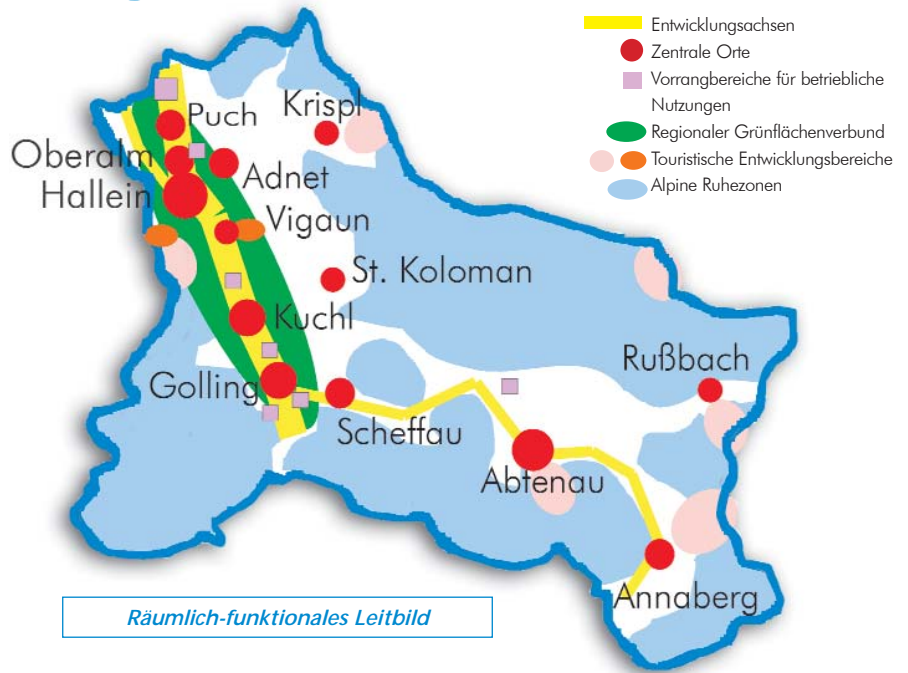 Entwicklungsachsen
Zentrale Orte
Vorrangbereiche für betriebliche
Nutzungen
Regionaler Grünflächenverbund
Touristische Entwicklungsbereiche
Alpine Ruhezonen
Puch
Krispl
Oberalm
Adnet
Hallein
Vigaun
St. Koloman
Kuchl
Rußbach
Golling
Scheffau
Abtenau
Annaberg
Räumlich-funktionales Leitbild